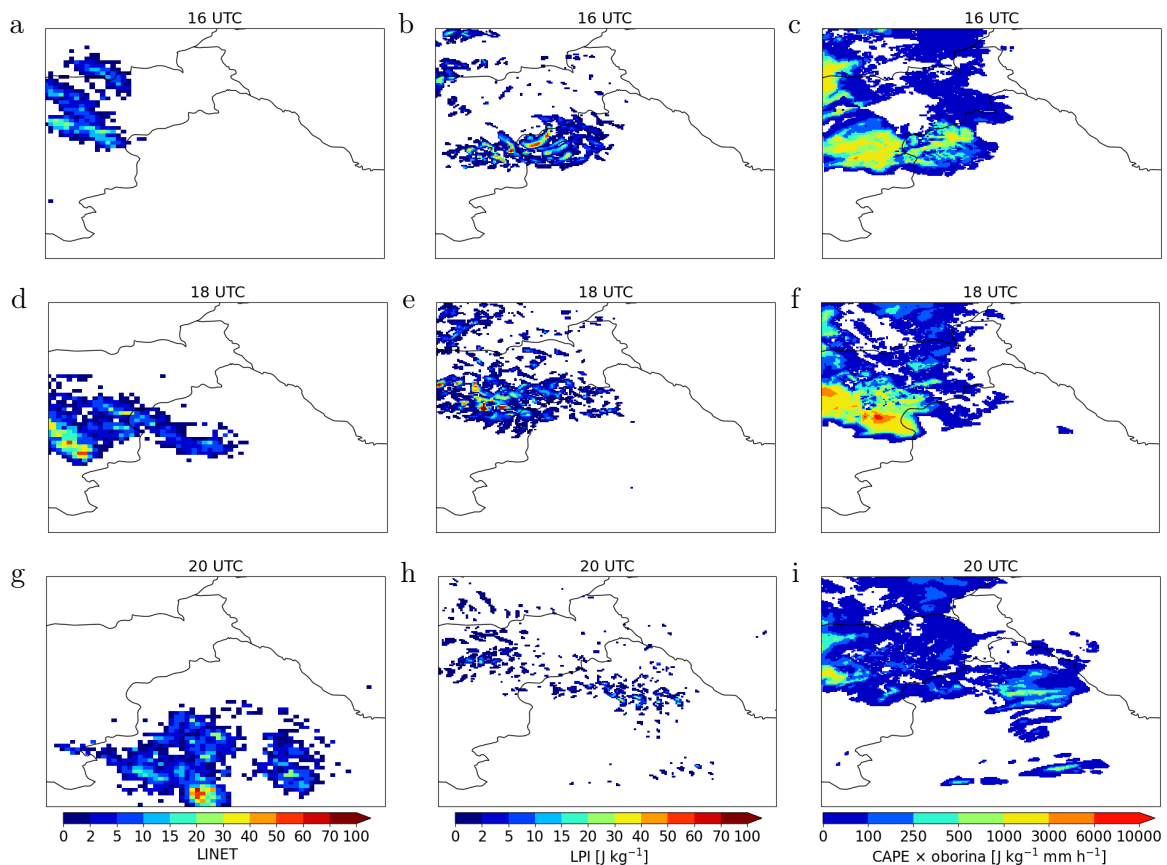 a 16 UTC b 16 UTC c 16 UTC
d 18 UTC e 18 UTC f 18 UTC
g 20 UTC h 20 UTC i 20 UTC
0 2 5 10 15 20 30 40 50 60 70 100
LINET
0 2 5 10 15 20 30 40 50 60 70 100
LPI [J kg⁻¹]
0 100 250 500 1000 3000 6000 10000
CAPE × oborina [J kg⁻¹ mm h⁻¹]